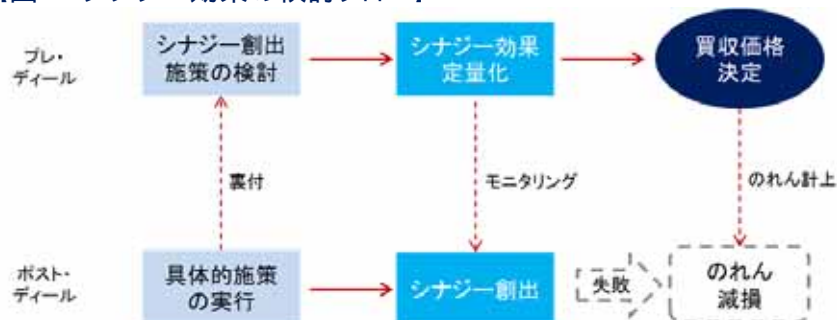 プレ・
ディール
シナジー創出
施策の検討
シナジー効果
定量化
買収価格
決定
裏付
モニタリング
のれん計上
ポスト・
ディール
具体的施策
の実行
シナジー創出
失敗
のれん
減損